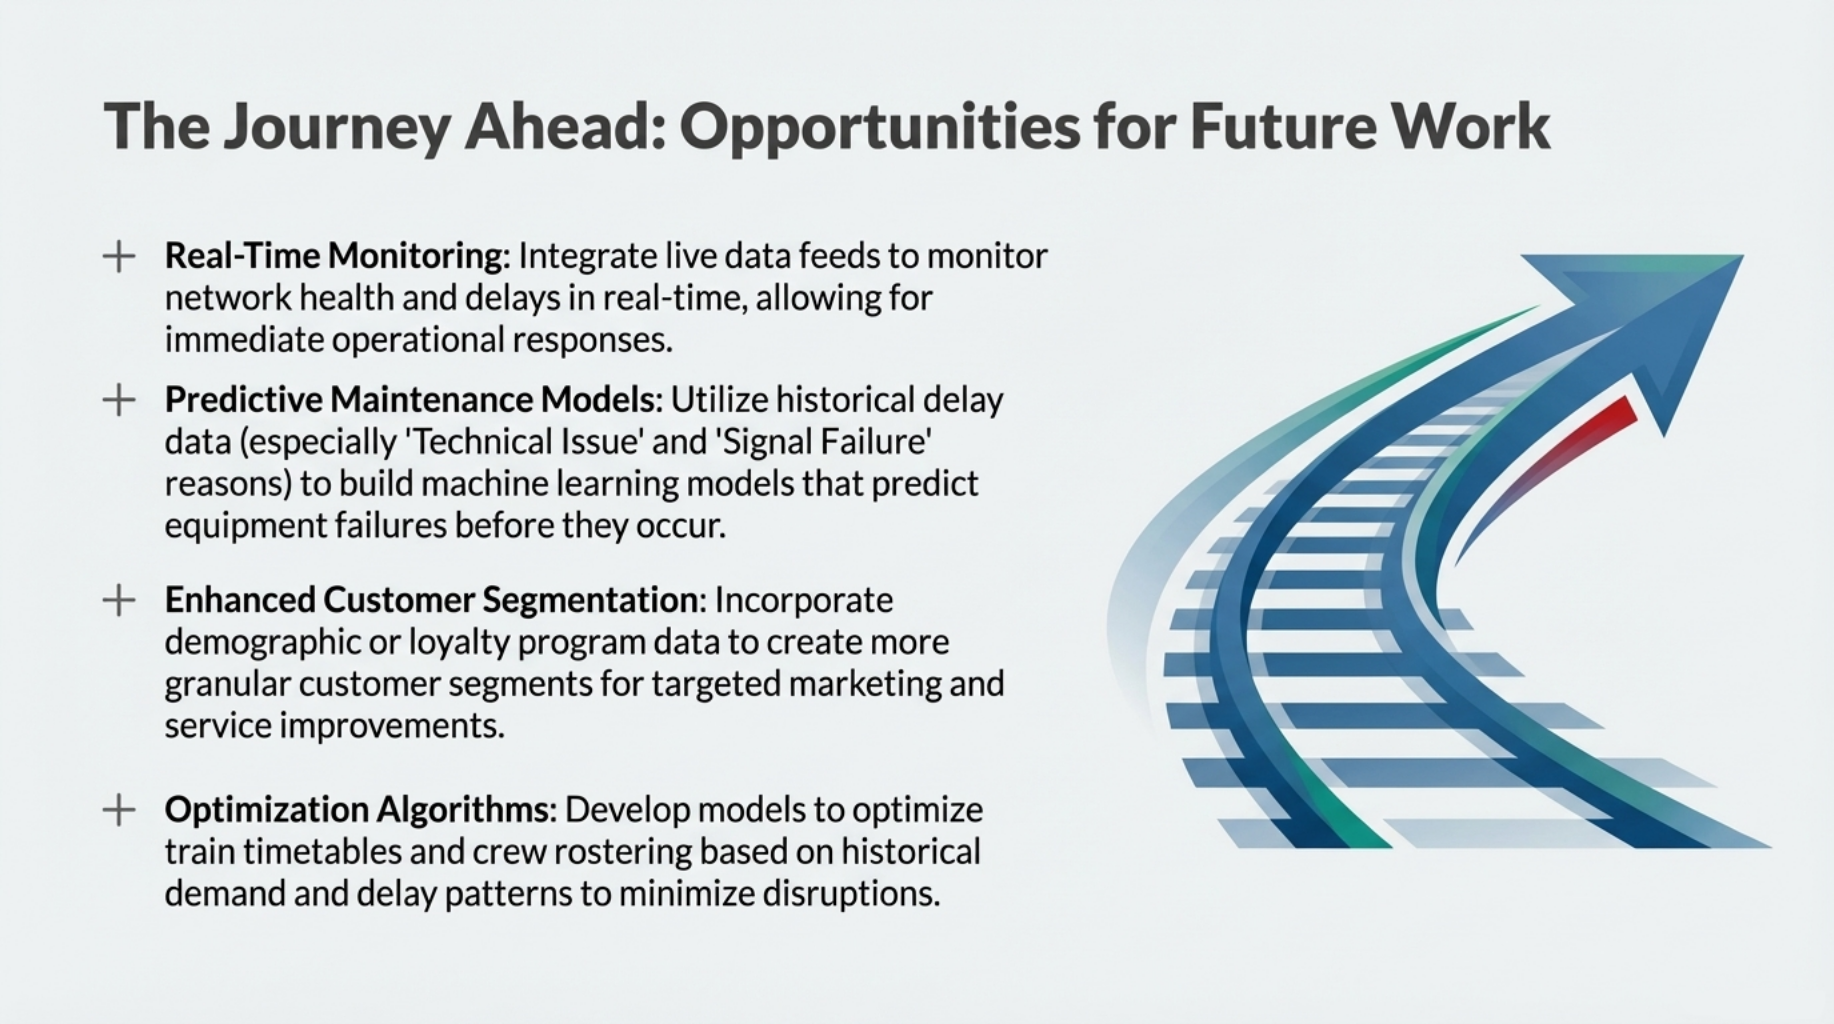 The Journey Ahead: Opportunities for Future Work
Real-Time Monitoring: Integrate live data feeds to monitor
network health and delays in real-time, allowing for
immediate operational responses.
Predictive Maintenance Models: Utilize historical delay
data (especially 'Technical Issue' and 'Signal Failure'
reasons) to build machine learning models that predict
equipment failures before they occur.
Enhanced Customer Segmentation: Incorporate
demographic or loyalty program data to create more
granular customer segments for targeted marketing and
service improvements.
Optimization Algorithms: Develop models to optimize
train timetables and crew rostering based on historical
demand and delay patterns to minimize disruptions.